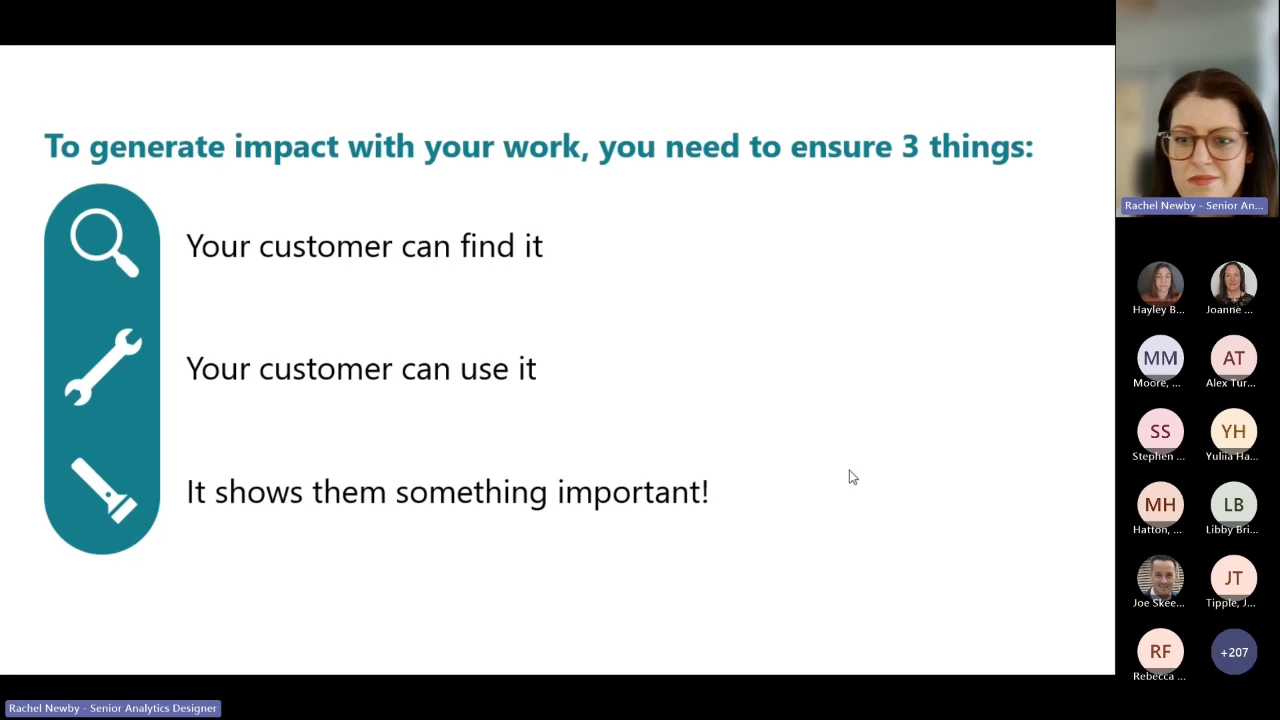 To generate impact with your work, you need to ensure 3 things:
Your customer can find it
Your customer can use it
It shows them something important!
Rachel Newby - Senior An...
Hayley B...
Joanne ...
MM
AT
Moore, ...
Alex Tur...
SS
YH
Stephen ...
Yuliia Ha...
MH
LB
Hatton, ...
Libby Bri...
JT
Joe Skee...
Tipple, J...
RF
+207
Rebecca ...
Rachel Newby - Senior Analytics Designer